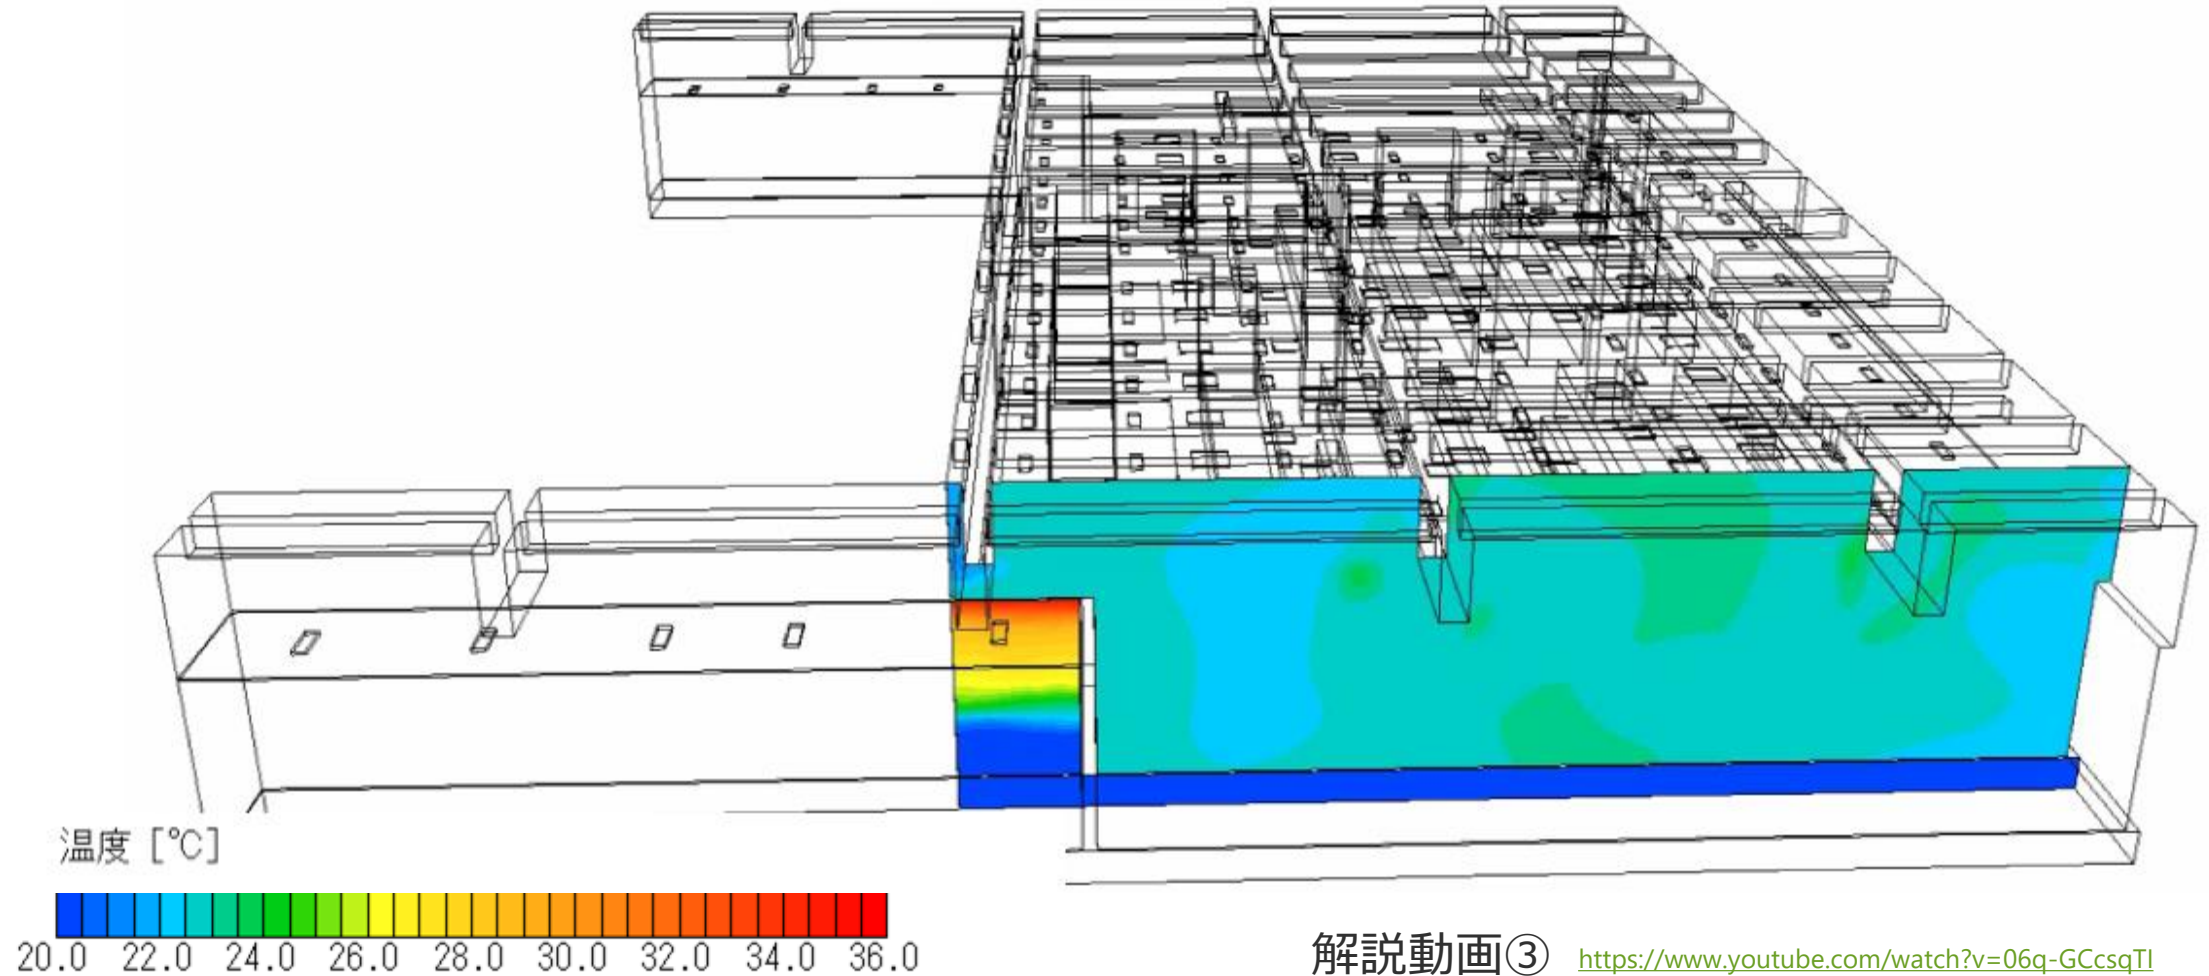 温度 [℃]
20.0 22.0 24.0 26.0 28.0 30.0 32.0 34.0 36.0
解説動画③ https://www.youtube.com/watch?v=06q-GCcsqTI